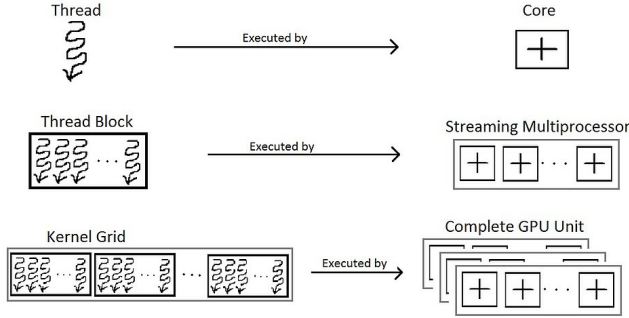 Thread
Executed by
Core
Thread Block
Executed by
Streaming Multiprocessor
Kernel Grid
Executed by
Complete GPU Unit